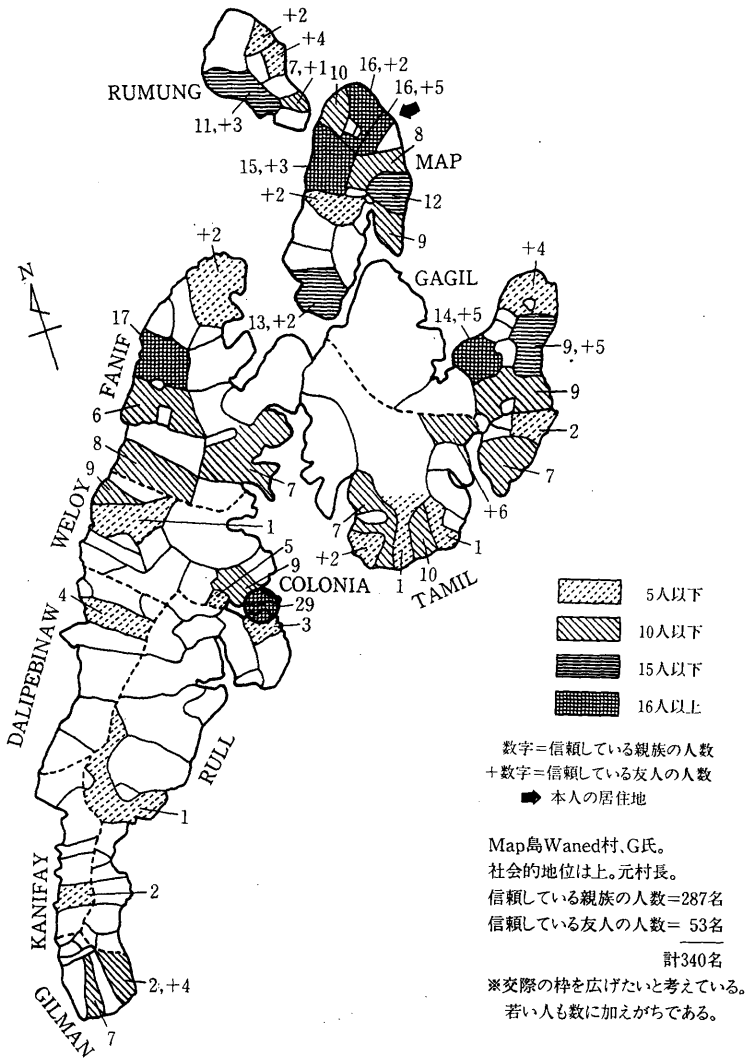 +2
+4
7,+1
RUMUNG
11,+3
10
16,+2
16,+5
8
MAP
15,+3
+2
12
9
13,+2
N
+2
17
FANIF
6
8
9
WELOY
7
1
5
9
COLONIA
29
3
4
DALIPEBINAW
RULL
1
KANIFAY
2
2,+4
7
GILMAN
GAGIL
+4
14,+5
9,+5
9
2
7
+6
7
+2
1
10
1
TAMIL
5人以下
10人以下
15人以下
16人以上
数字=信頼している親族の人数
+数字=信頼している友人の人数
本人の居住地
Map島Waned村、G氏。
社会的地位は上。元村長。
信頼している親族の人数=287名
信頼している友人の人数= 53名
計340名
※交際の枠を広げたいと考えている。
若い人も数に加えがちである。